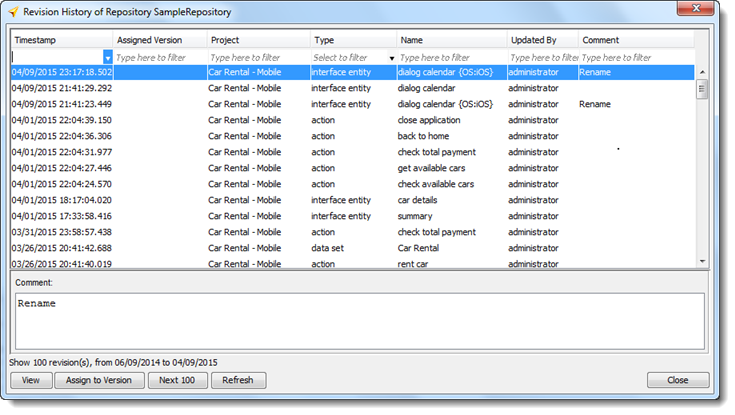 Revision History of Repository SampleRepository
Timestamp Assigned Version Project Type Name Updated By Comment
Type here to filter Type here to filter Select to filter Type here to filter Type here to filter Type here to filter
04/09/2015 23:17:18.502 Car Rental - Mobile interface entity dialog calendar {OS:iOS} administrator Rename
04/09/2015 21:41:29.292 Car Rental - Mobile interface entity dialog calendar administrator
04/09/2015 21:41:23.449 Car Rental - Mobile interface entity dialog calendar {OS:iOS} administrator Rename
04/01/2015 22:04:39.150 Car Rental - Mobile action close application administrator
04/01/2015 22:04:36.306 Car Rental - Mobile action back to home administrator
04/01/2015 22:04:31.977 Car Rental - Mobile action check total payment administrator
04/01/2015 22:04:27.446 Car Rental - Mobile action get available cars administrator
04/01/2015 22:04:24.570 Car Rental - Mobile action check available cars administrator
04/01/2015 18:17:04.020 Car Rental - Mobile interface entity car details administrator
04/01/2015 17:33:58.416 Car Rental - Mobile interface entity summary administrator
03/31/2015 23:58:57.438 Car Rental - Mobile action check total payment administrator
03/26/2015 20:41:42.688 Car Rental - Mobile data set Car Rental administrator
03/26/2015 20:41:40.019 Car Rental - Mobile action rent car administrator
Comment:
Rename
Show 100 revision(s), from 06/09/2014 to 04/09/2015
View Assign to Version Next 100 Refresh Close